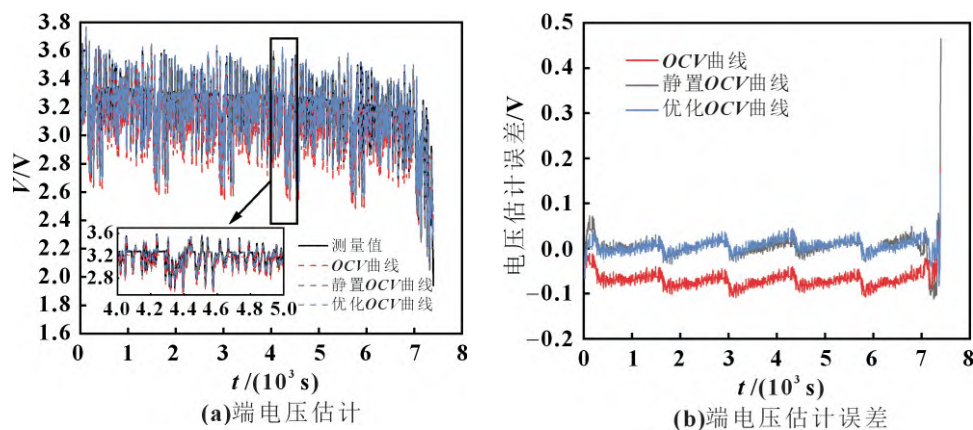 3.8
3.6
3.4
3.2
3.0
2.8
2.6
2.4
2.2
2.0
1.8
1.6
V/V
3.6
3.2
2.8
4.0 4.2 4.4 4.6 4.8 5.0
测量值
OCV曲线
静置OCV曲线
优化OCV曲线
0 1 2 3 4 5 6 7 8
t/(10³ s)
(a)端电压估计
0.5
0.4
0.3
0.2
0.1
0.0
−0.1
−0.2
电压估计误差/V
OCV曲线
静置OCV曲线
优化OCV曲线
0 1 2 3 4 5 6 7 8
t/(10³ s)
(b)端电压估计误差